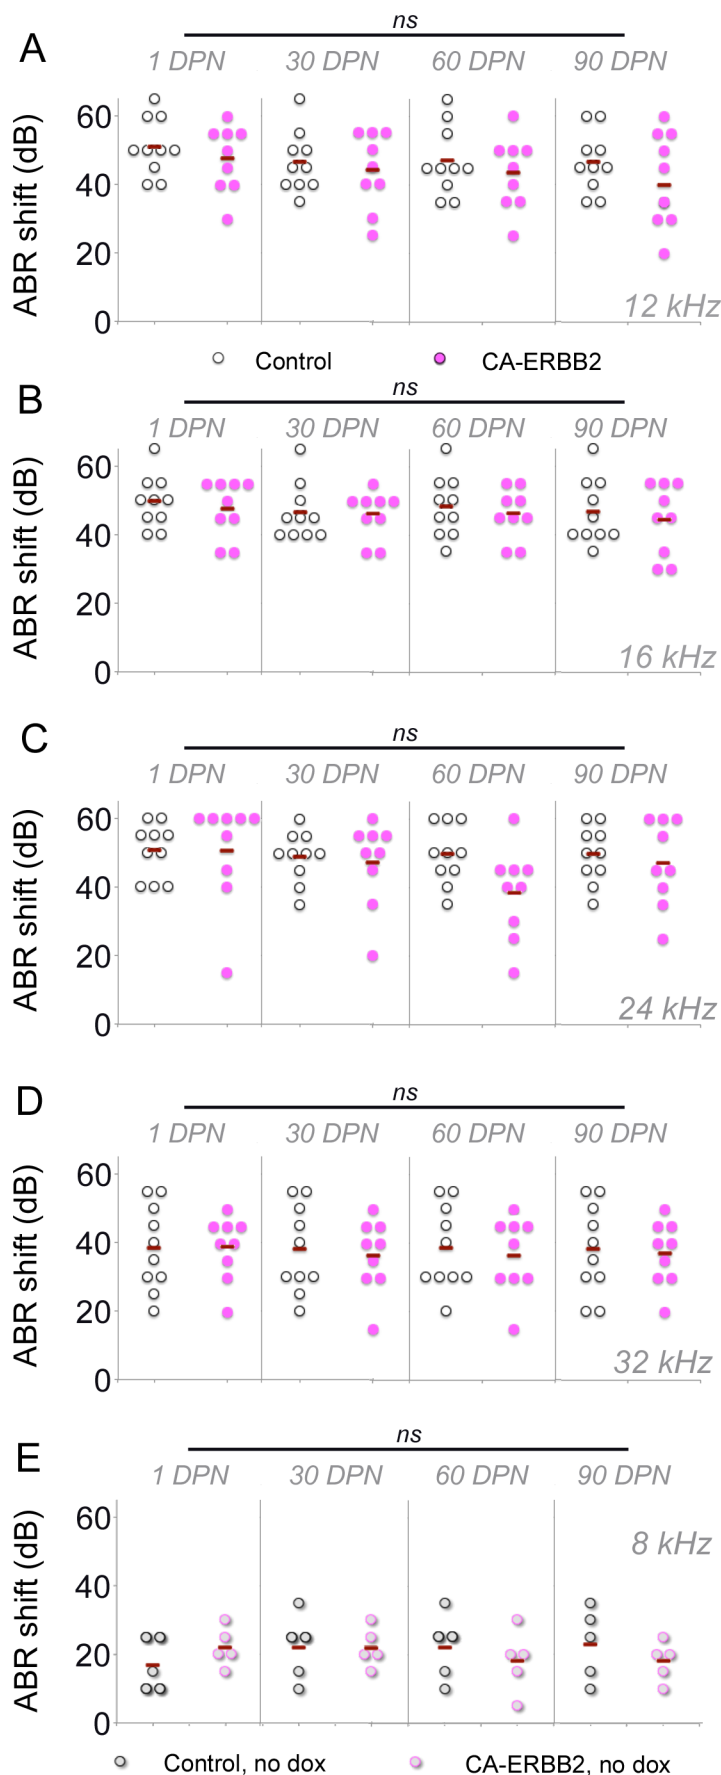 A
ns
1 DPN 30 DPN 60 DPN 90 DPN
ABR shift (dB)
60
40
20
0
12 kHz
Control CA-ERBB2
B
ns
1 DPN 30 DPN 60 DPN 90 DPN
ABR shift (dB)
60
40
20
0
16 kHz
C
ns
1 DPN 30 DPN 60 DPN 90 DPN
ABR shift (dB)
60
40
20
0
24 kHz
D
ns
1 DPN 30 DPN 60 DPN 90 DPN
ABR shift (dB)
60
40
20
0
32 kHz
E
ns
1 DPN 30 DPN 60 DPN 90 DPN
ABR shift (dB)
60
8 kHz
40
20
0
Control, no dox CA-ERBB2, no dox